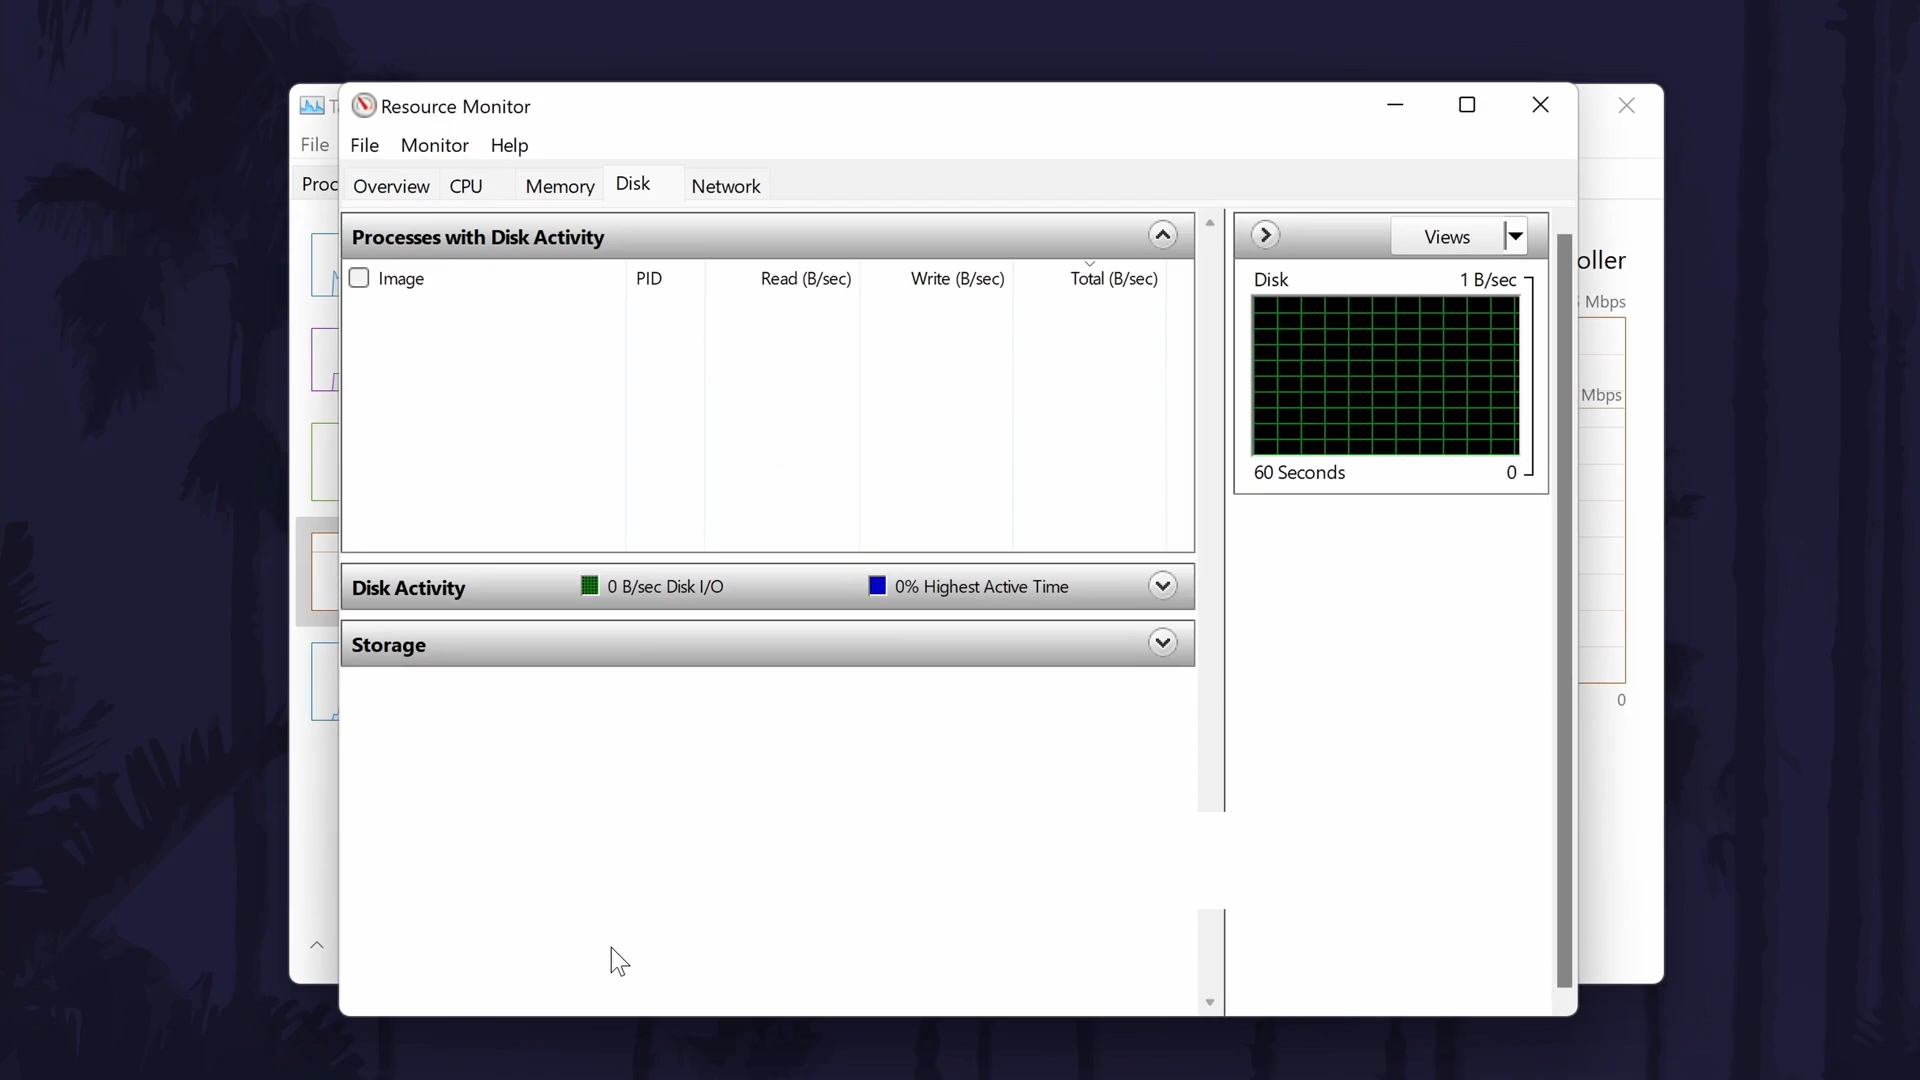 Resource Monitor
File
File Monitor Help
Proc
Overview CPU Memory Disk Network
Processes with Disk Activity
Views
Image PID Read (B/sec) Write (B/sec) Total (B/sec)
Disk 1 B/sec
60 Seconds 0
Disk Activity 0 B/sec Disk I/O 0% Highest Active Time
Storage
oller
Mbps
Mbps
0